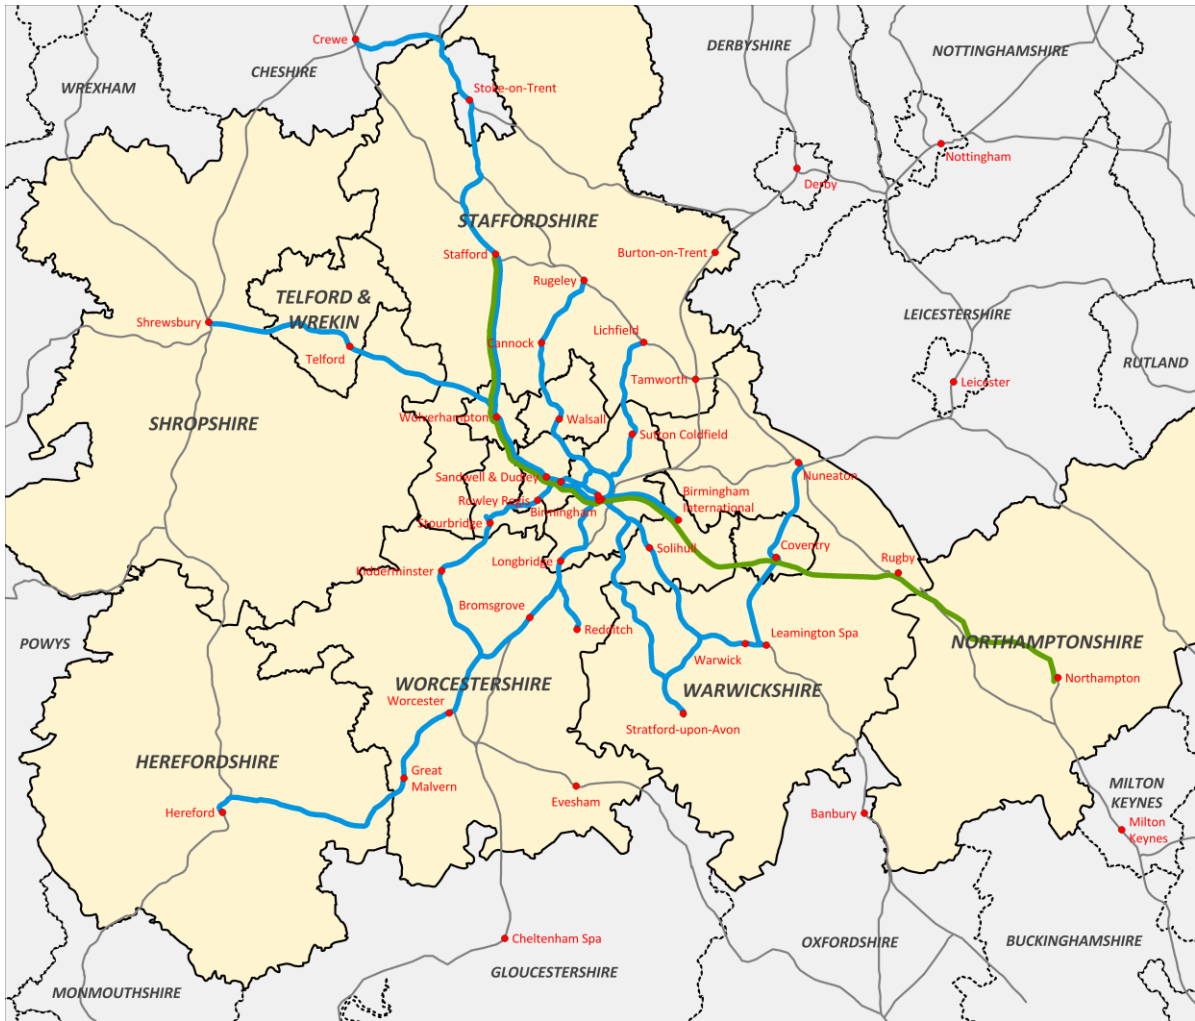 Crewe
DERBYSHIRE
NOTTINGHAMSHIRE
CHESHIRE
WREXHAM
Stoke-on-Trent
Nottingham
Derby
STAFFORDSHIRE
Stafford
Burton-on-Trent
Rugeley
TELFORD &
WREKIN
Shrewsbury
LEICESTERSHIRE
Lichfield
Cannock
Telford
RUTLAND
Tamworth
Leicester
SHROPSHIRE
Wolverhampton
Walsall
Sutton Coldfield
Sandwell & Dudley
Nuneaton
Rowley Regis
Birmingham
International
Birmingham
Stourbridge
Solihull
Coventry
Longbridge
Rugby
Kidderminster
Bromsgrove
Redditch
Leamington Spa
POWYS
NORTHAMPTONSHIRE
Warwick
Northampton
WORCESTERSHIRE
WARWICKSHIRE
Worcester
Stratford-upon-Avon
HEREFORDSHIRE
Great
Malvern
MILTON
KEYNES
Evesham
Hereford
Banbury
Milton
Keynes
Cheltenham Spa
OXFORDSHIRE
BUCKINGHAMSHIRE
GLOUCESTERSHIRE
MONMOUTHSHIRE